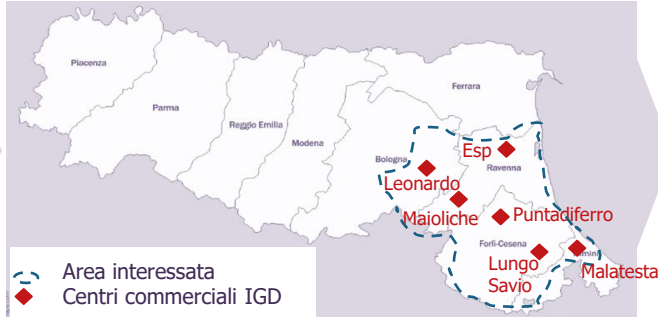 Piacenza
Parma
Reggio Emilia
Modena
Ferrara
Bologna
Esp
Ravenna
Leonardo
Maioliche
Puntadiferro
Forlì-Cesena
Lungo
Savio
Malatesta
Area interessata
Centri commerciali IGD